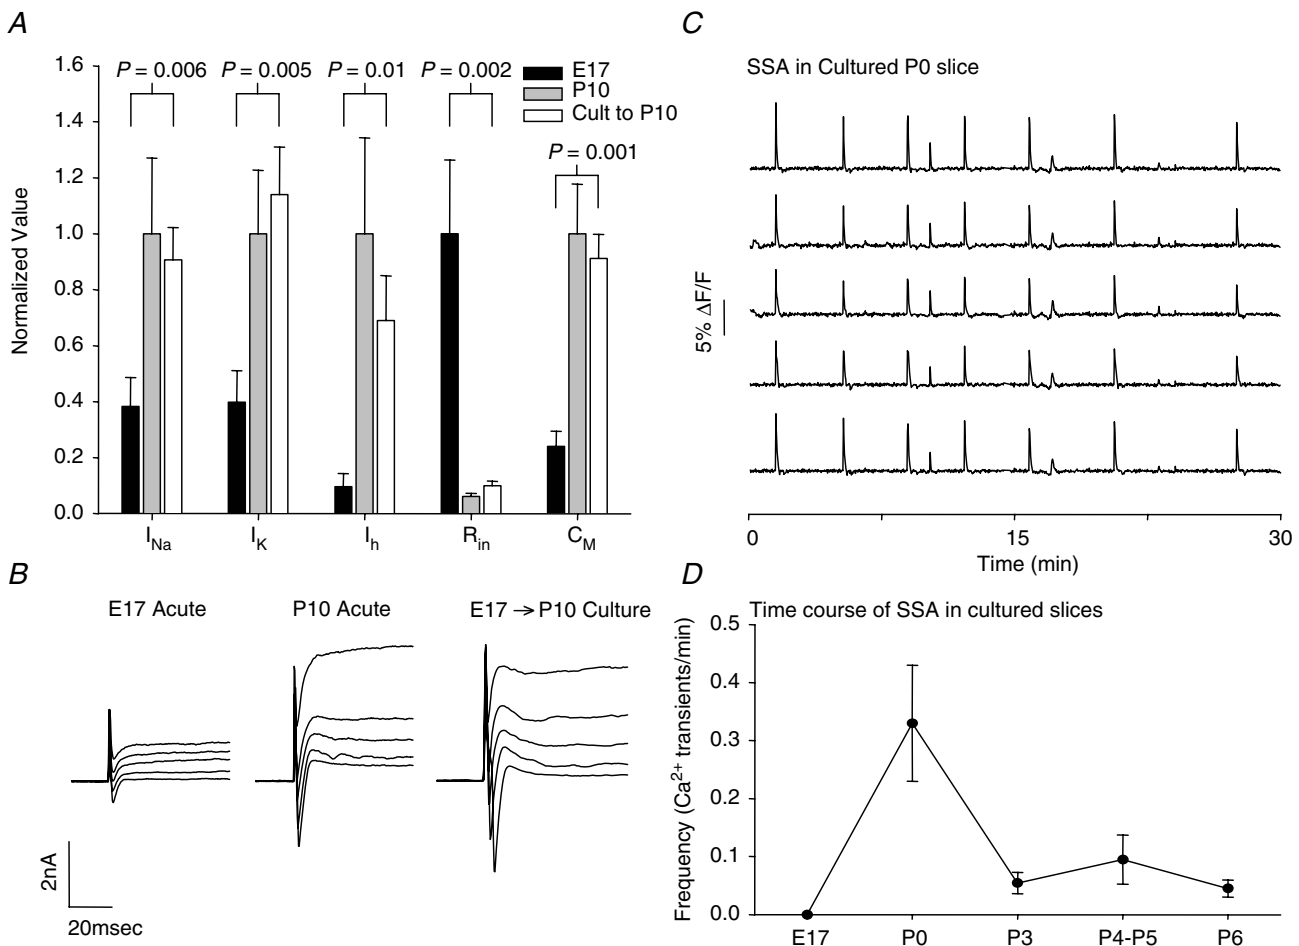 A
P = 0.006
P = 0.005
P = 0.01
P = 0.002
P = 0.001
E17
P10
Cult to P10
Normalized Value
1.6
1.4
1.2
1.0
0.8
0.6
0.4
0.2
0.0
INa
IK
Ih
Rin
CM
B
E17 Acute
P10 Acute
E17 → P10 Culture
2nA
20msec
C
SSA in Cultured P0 slice
5% ΔF/F
0
15
30
Time (min)
D
Time course of SSA in cultured slices
Frequency (Ca2+ transients/min)
0.5
0.4
0.3
0.2
0.1
0.0
E17
P0
P3
P4-P5
P6